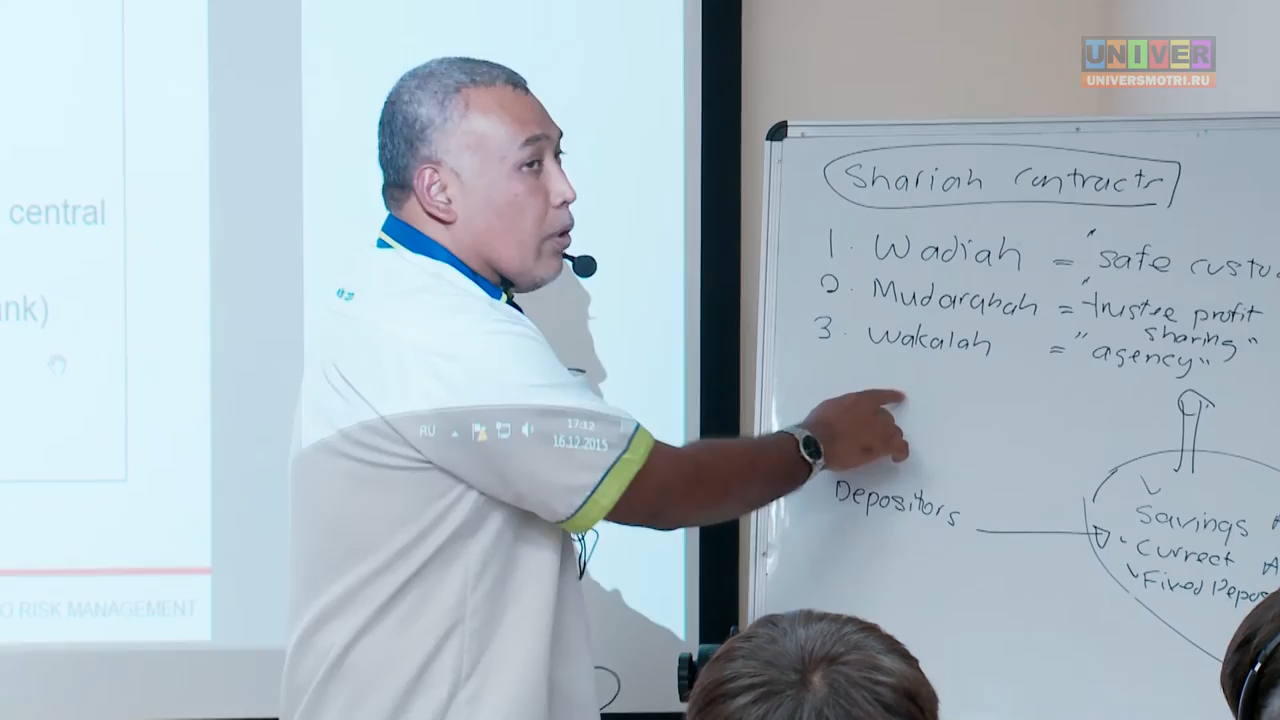 UNIVER
UNIVERSMOTRI.RU
central
nk)
O RISK MANAGEMENT
RU
17:12
16.12.2015
Shariah contracts
1. Wadiah = "safe custo
2. Mudarabah = "trustee profit sharing"
3. Wakalah = "agency"
Depositors
Savings A
Currect A
Fixed Depos